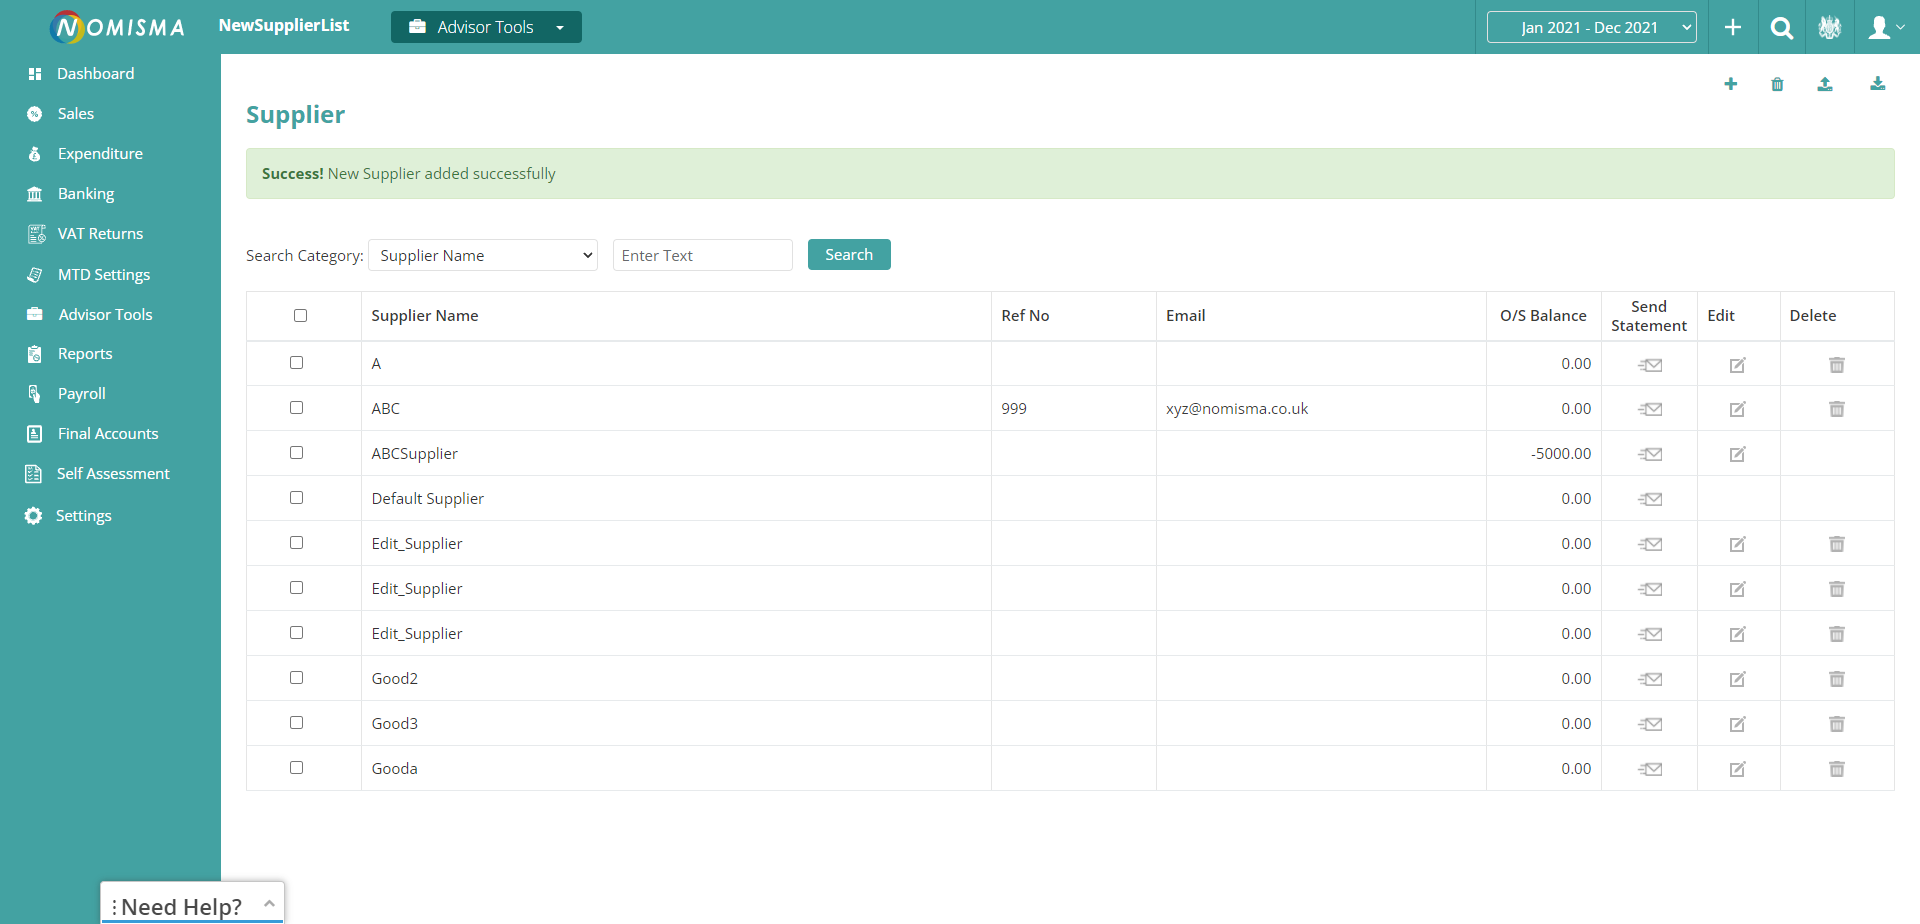 NOMISMA
NewSupplierList
Advisor Tools
Jan 2021 - Dec 2021
Dashboard
Sales
Expenditure
Banking
VAT Returns
MTD Settings
Advisor Tools
Reports
Payroll
Final Accounts
Self Assessment
Settings
Supplier
Success! New Supplier added successfully
Search Category: Supplier Name Enter Text Search
Supplier Name Ref No Email O/S Balance Send Statement Edit Delete
A 0.00
ABC 999 xyz@nomisma.co.uk 0.00
ABCSupplier -5000.00
Default Supplier 0.00
Edit_Supplier 0.00
Edit_Supplier 0.00
Edit_Supplier 0.00
Good2 0.00
Good3 0.00
Gooda 0.00
Need Help?